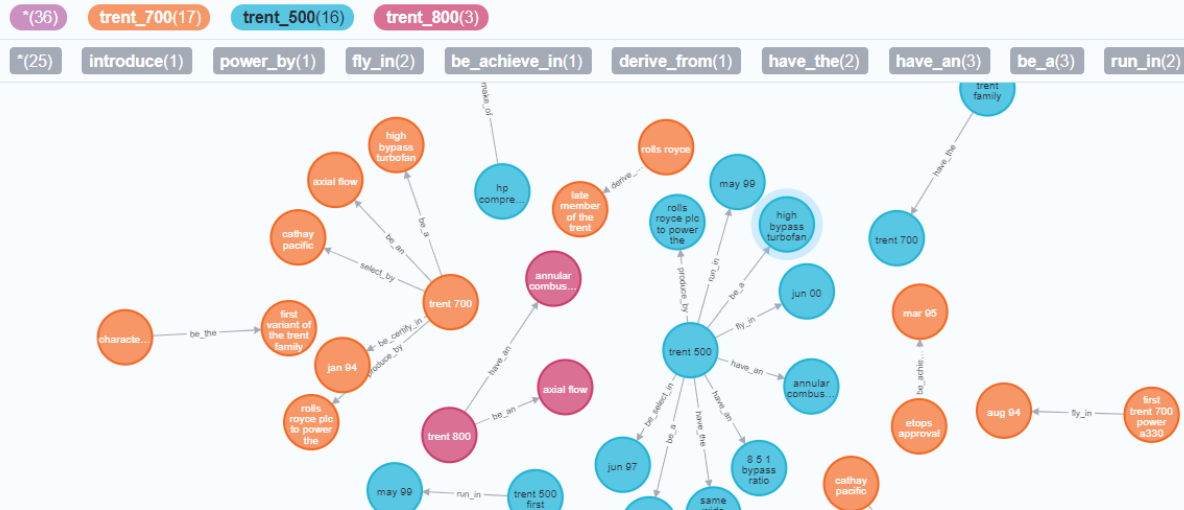 *(36) trent_700(17) trent_500(16) trent_800(3)
*(25) introduce(1) power_by(1) fly_in(2) be_achieve_in(1) derive_from(1) have_the(2) have_an(3) be_a(3) run_in(2)
make_of
hp
compre...
trent
family
have_the
trent 700
high
bypass
turbofan
axial flow
cathay
pacific
be_a
be_an
select_by
trent 700
be_certify_in
produce_by
jan 94
rolls
royce plc
to power
the
characte...
be_the
first
variant of
the trent
family
rolls royce
derive_...
late
member
of the
trent
annular
combus...
have_an
axial flow
be_an
trent 800
may 99
run_in
trent 500
first
rolls
royce plc
to power
the
produce_by
may 99
run_in
high
bypass
turbofan
be_a
jun 00
fly_in
trent 500
have_an
annular
combus...
be_select_in
jun 97
be_a
have_the
same
have_an
8 5 1
bypass
ratio
mar 95
be_achie...
etops
approval
aug 94
fly_in
first
trent 700
power
a330
cathay
pacific